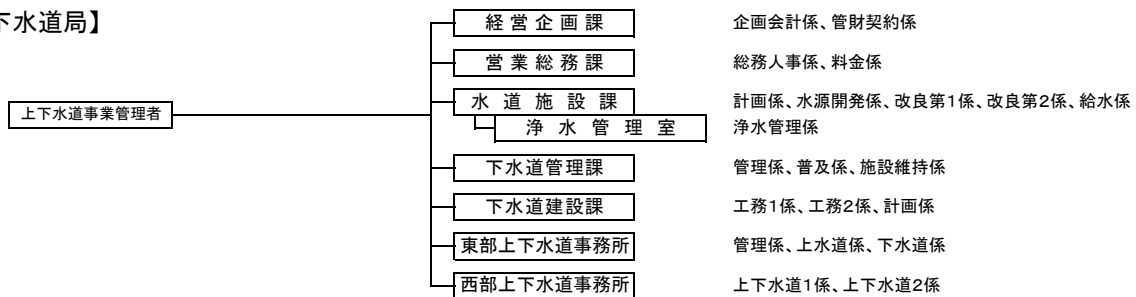 下水道局】
経営企画課 企画会計係、管財契約係
営業総務課 総務人事係、料金係
水道施設課 計画係、水源開発係、改良第1係、改良第2係、給水係
上下水道事業管理者
浄水管理室 浄水管理係
下水道管理課 管理係、普及係、施設維持係
下水道建設課 工務1係、工務2係、計画係
東部上下水道事務所 管理係、上水道係、下水道係
西部上下水道事務所 上下水道1係、上下水道2係